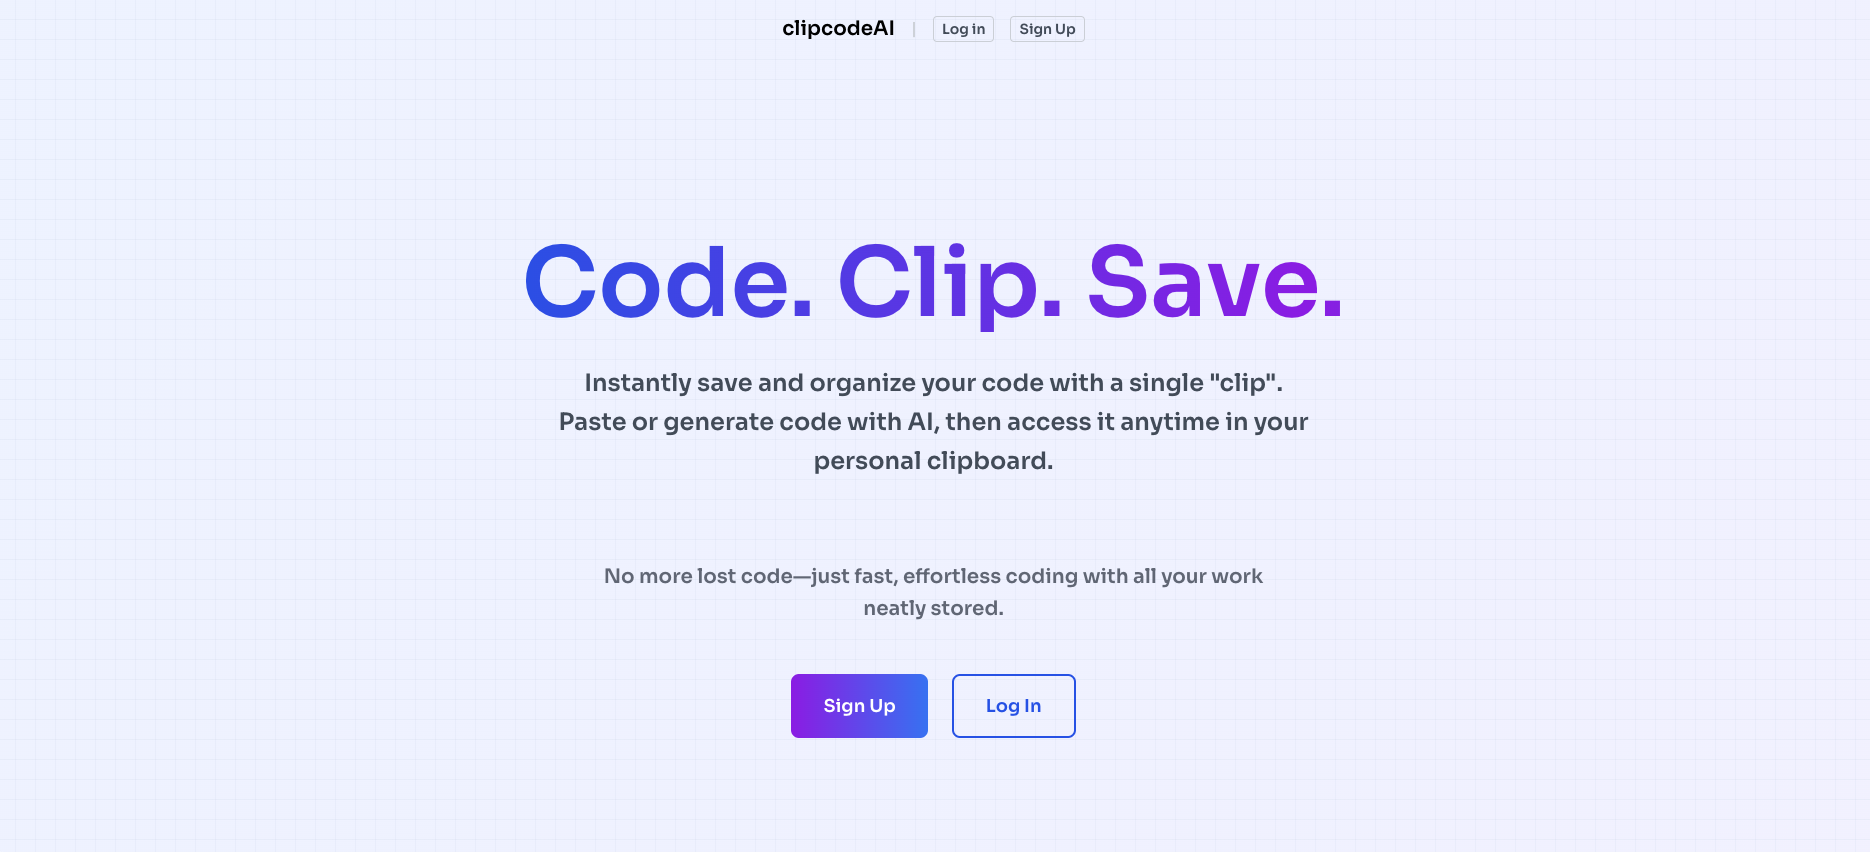 clipcodeAI | Log in Sign Up
Code. Clip. Save.
Instantly save and organize your code with a single "clip".
Paste or generate code with AI, then access it anytime in your
personal clipboard.
No more lost code—just fast, effortless coding with all your work
neatly stored.
Sign Up Log In